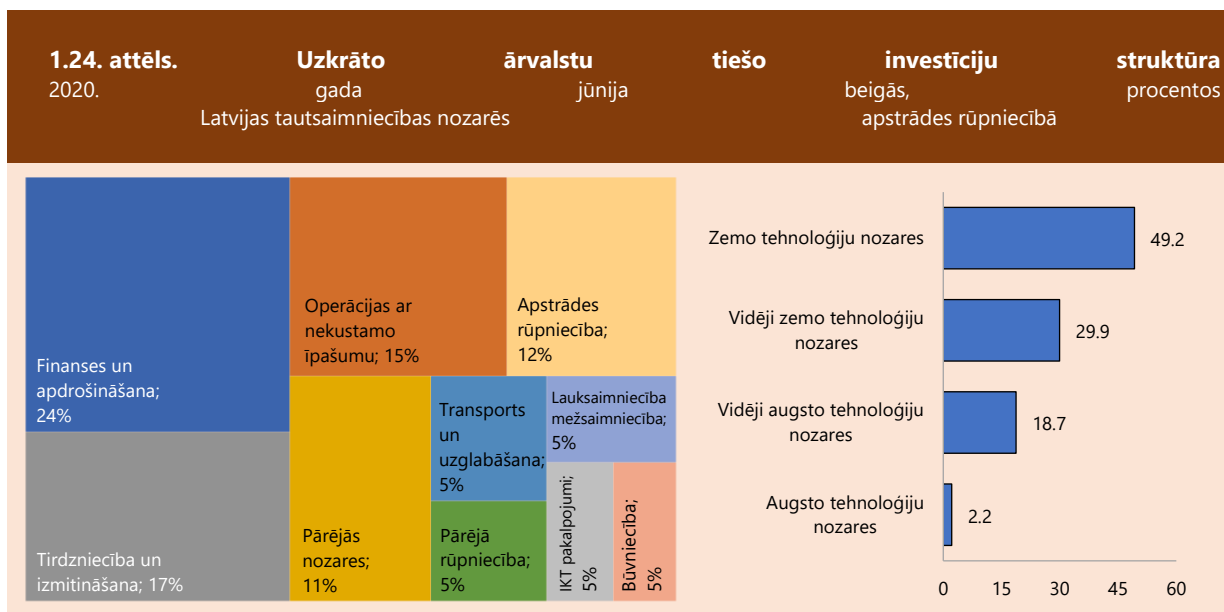 1.24. attēls. Uzkrāto ārvalstu tiešo investīciju struktūra
2020. gada jūnija beigās, procentos
Latvijas tautsaimniecības nozarēs apstrādes rūpniecībā
Finanses un
apdrošināšana;
24%
Tirdzniecība un
izmitināšana; 17%
Operācijas ar
nekustamo
īpašumu; 15%
Apstrādes
rūpniecība;
12%
Pārējās
nozares;
11%
Transports
un
uzglabāšana;
5%
Pārējā
rūpniecība;
5%
Lauksaimniecība
mežsaimniecība;
5%
IKT pakalpojumi;
5%
Būvniecība;
5%
Zemo tehnoloģiju nozares
49.2
Vidēji zemo tehnoloģiju
nozares
29.9
Vidēji augsto tehnoloģiju
nozares
18.7
Augsto tehnoloģiju
nozares
2.2
0 15 30 45 60